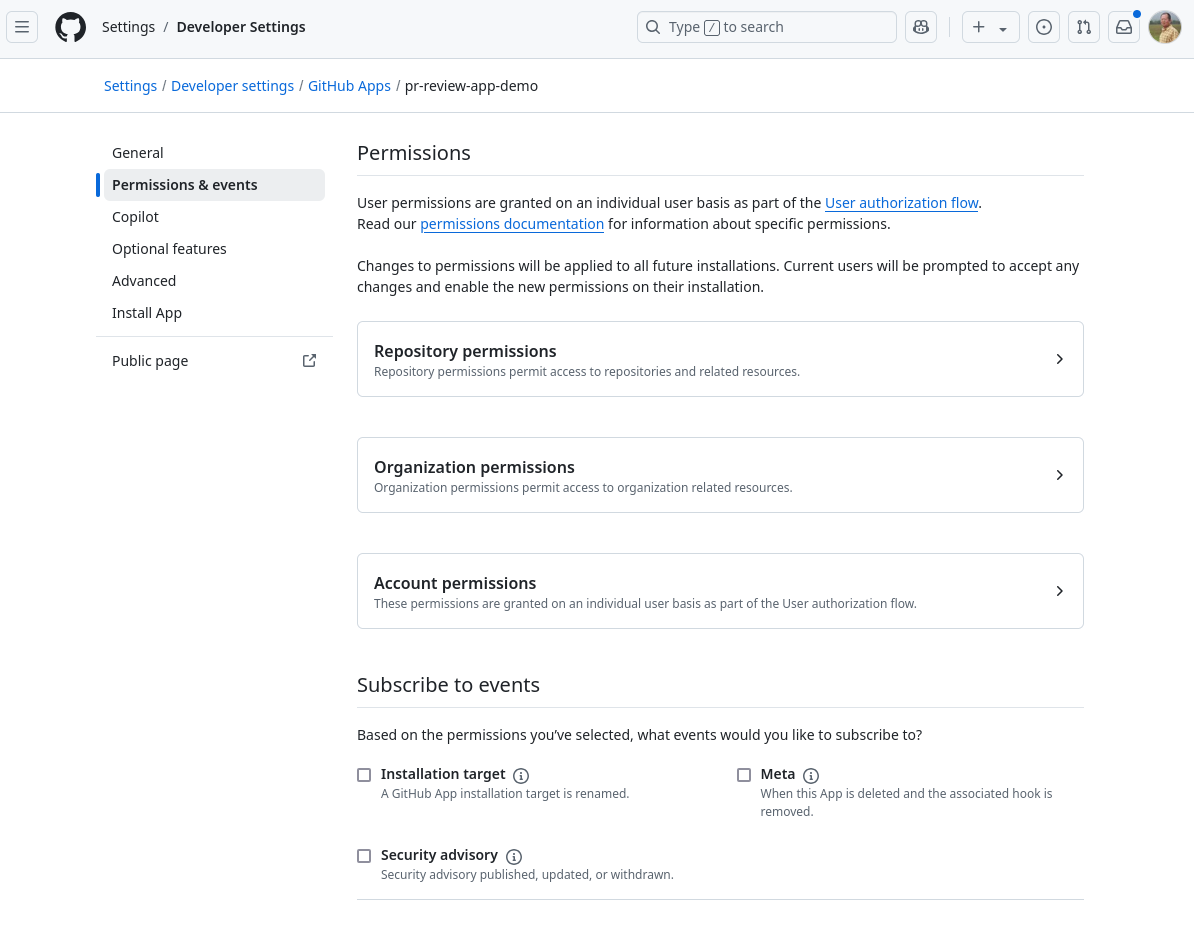 Settings / Developer Settings
Type / to search
Settings / Developer settings / GitHub Apps / pr-review-app-demo
General
Permissions & events
Copilot
Optional features
Advanced
Install App
Public page
Permissions
User permissions are granted on an individual user basis as part of the User authorization flow.
Read our permissions documentation for information about specific permissions.
Changes to permissions will be applied to all future installations. Current users will be prompted to accept any
changes and enable the new permissions on their installation.
Repository permissions
Repository permissions permit access to repositories and related resources.
Organization permissions
Organization permissions permit access to organization related resources.
Account permissions
These permissions are granted on an individual user basis as part of the User authorization flow.
Subscribe to events
Based on the permissions you’ve selected, what events would you like to subscribe to?
Installation target
A GitHub App installation target is renamed.
Meta
When this App is deleted and the associated hook is
removed.
Security advisory
Security advisory published, updated, or withdrawn.